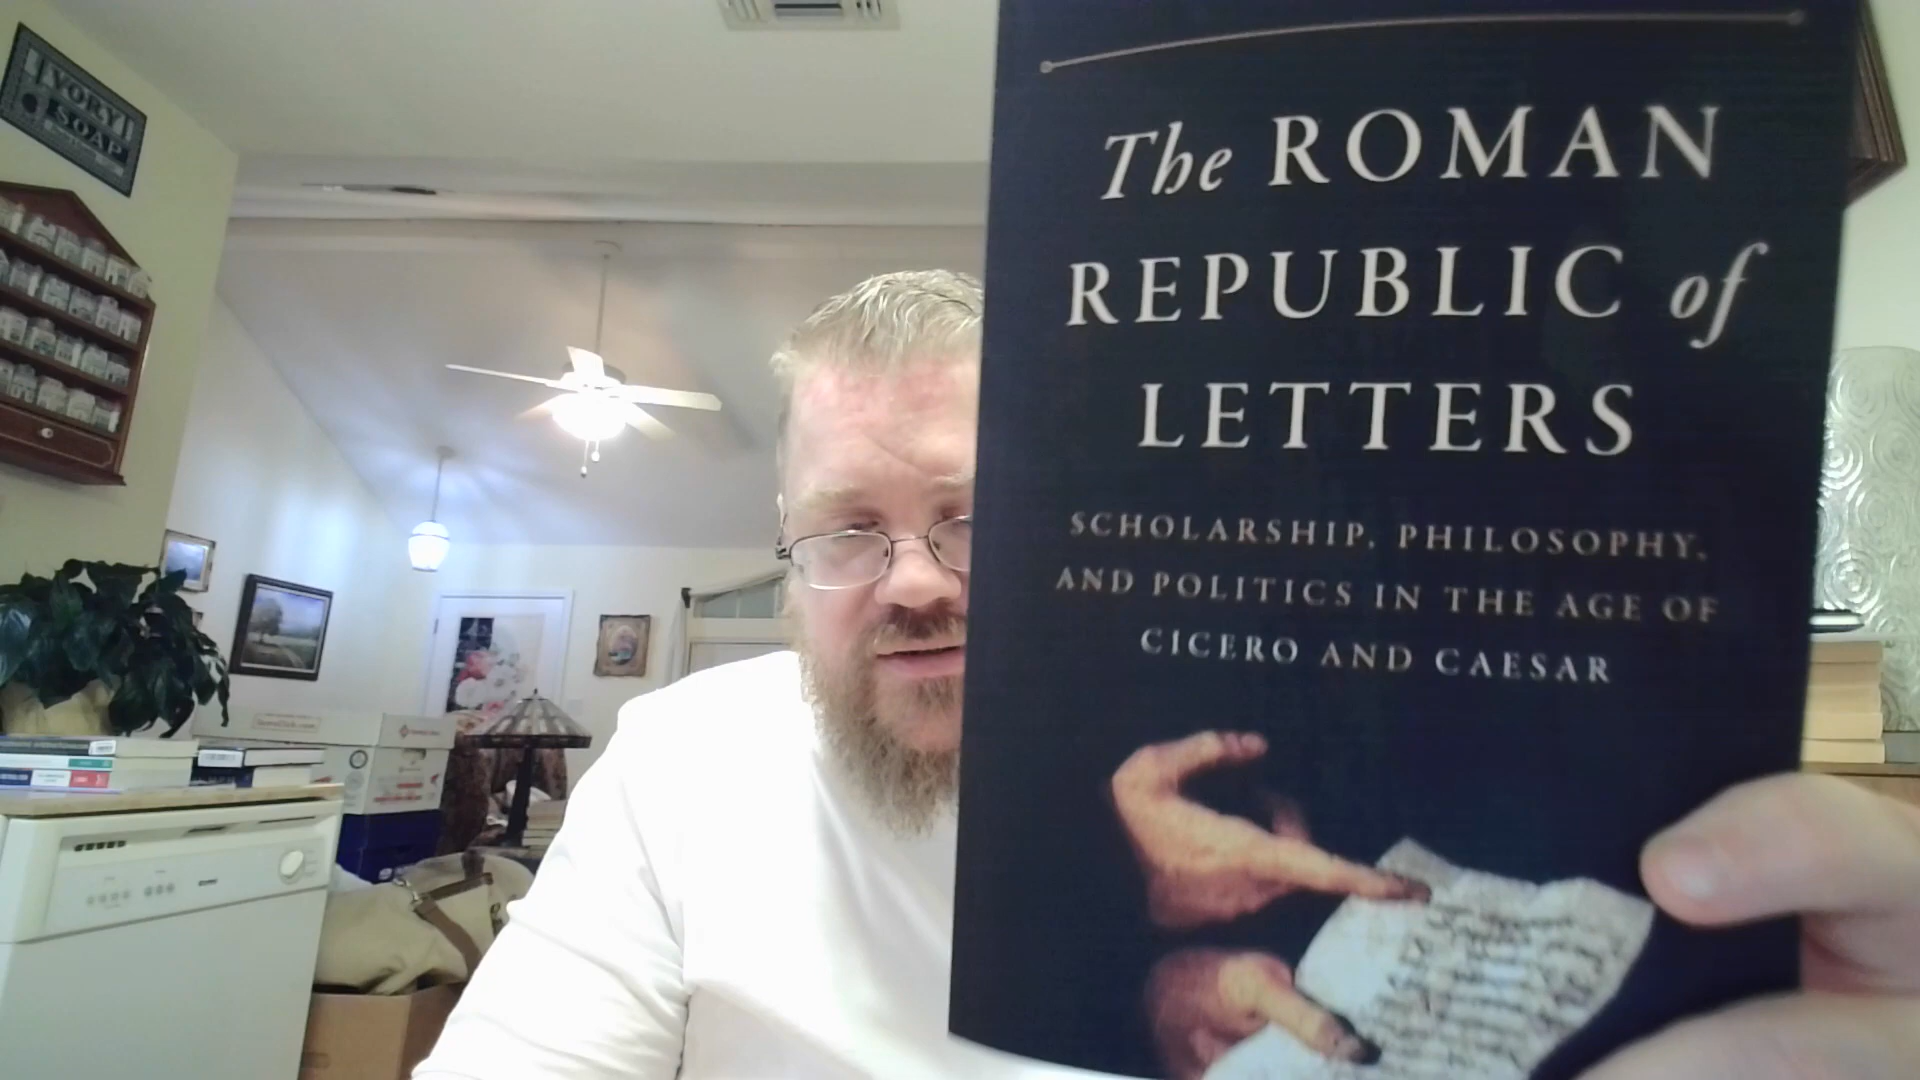 IVORY
SOAP
The ROMAN
REPUBLIC of
LETTERS
SCHOLARSHIP, PHILOSOPHY,
AND POLITICS IN THE AGE OF
CICERO AND CAESAR